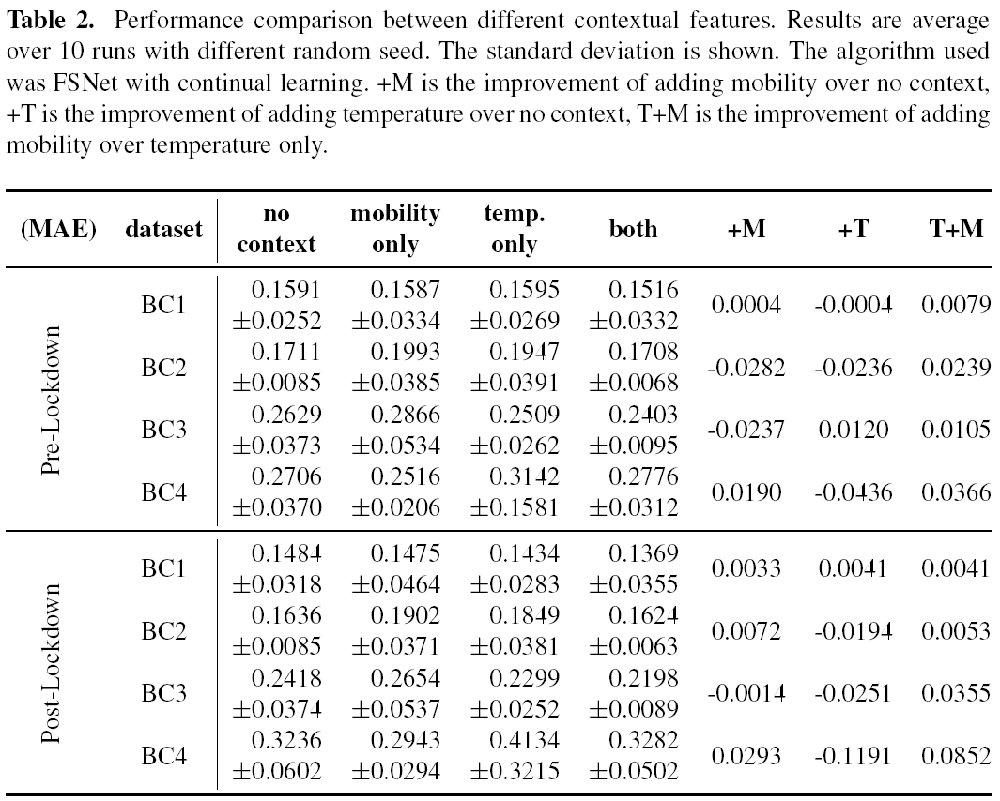 Table 2. Performance comparison between different contextual features. Results are average
over 10 runs with different random seed. The standard deviation is shown. The algorithm used
was FSNet with continual learning. +M is the improvement of adding mobility over no context,
+T is the improvement of adding temperature over no context, T+M is the improvement of adding
mobility over temperature only.
(MAE) dataset no context mobility only temp. only both +M +T T+M
Pre-Lockdown
BC1 0.1591 0.1587 0.1595 0.1516 0.0004 -0.0004 0.0079
±0.0252 ±0.0334 ±0.0269 ±0.0332
BC2 0.1711 0.1993 0.1947 0.1708 -0.0282 -0.0236 0.0239
±0.0085 ±0.0385 ±0.0391 ±0.0068
BC3 0.2629 0.2866 0.2509 0.2403 -0.0237 0.0120 0.0105
±0.0373 ±0.0534 ±0.0262 ±0.0095
BC4 0.2706 0.2516 0.3142 0.2776 0.0190 -0.0436 0.0366
±0.0370 ±0.0206 ±0.1581 ±0.0312
Post-Lockdown
BC1 0.1484 0.1475 0.1434 0.1369 0.0033 0.0041 0.0041
±0.0318 ±0.0464 ±0.0283 ±0.0355
BC2 0.1636 0.1902 0.1849 0.1624 0.0072 -0.0194 0.0053
±0.0085 ±0.0371 ±0.0381 ±0.0063
BC3 0.2418 0.2654 0.2299 0.2198 -0.0014 -0.0251 0.0355
±0.0374 ±0.0537 ±0.0252 ±0.0089
BC4 0.3236 0.2943 0.4134 0.3282 0.0293 -0.1191 0.0852
±0.0602 ±0.0294 ±0.3215 ±0.0502